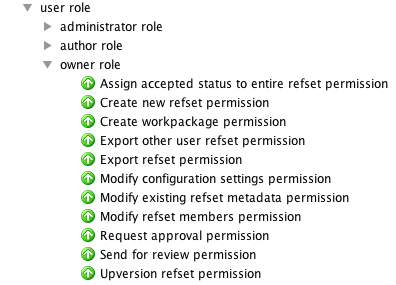 user role
administrator role
author role
owner role
Assign accepted status to entire refset permission
Create new refset permission
Create workpackage permission
Export other user refset permission
Export refset permission
Modify configuration settings permission
Modify existing refset metadata permission
Modify refset members permission
Request approval permission
Send for review permission
Upversion refset permission